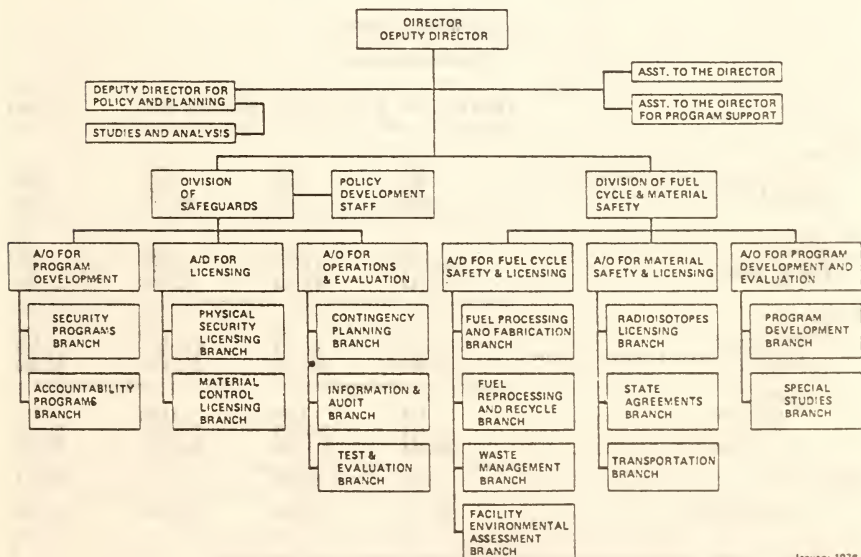 OIRECTOR
DEPUTY DIRECTOR
ASST. TO THE DIRECTOR
DEPUTY DIRECTOR FOR
POLICY AND PLANNING
ASST. TO THE OIRECTOR
FOR PROGRAM SUPPORT
STUDIES AND ANALYSIS
OIVISION
OF
SAFEGUARDS
POLICY
DEVELOPMENT
STAFF
DIVISION OF FUEL
CYCLE & MATERIAL
SAFETY
A/O FOR
PROGRAM
DEVELOPMENT
A/D FOR
LICENSING
A/O FOR
OPERATIONS
& EVALUATION
A/D FOR FUEL CYCLE
SAFETY & LICENSING
A/O FOR MATERIAL
SAFETY & LICENSING
A/O FOR PROGRAM
DEVELOPMENT AND
EVALUATION
SECURITY
PROGRAMS
BRANCH
PHYSICAL
SECURITY
LICENSING
BRANCH
CONTINGENCY
PLANNING
BRANCH
FUEL PROCESSING
AND FABRICATION
BRANCH
RADIOISOTOPES
LICENSING
BRANCH
PROGRAM
DEVELOPMENT
BRANCH
ACCOUNTABILITY
PROGRAMS
BRANCH
MATERIAL
CONTROL
LICENSING
BRANCH
INFORMATION &
AUDIT
BRANCH
FUEL
REPROCESSING
AND RECYCLE
BRANCH
STATE
AGREEMENTS
BRANCH
SPECIAL
STUDIES
BRANCH
TEST &
EVALUATION
BRANCH
WASTE
MANAGEMENT
BRANCH
TRANSPORTATION
BRANCH
FACILITY
ENVIRONMENTAL
ASSESSMENT
BRANCH